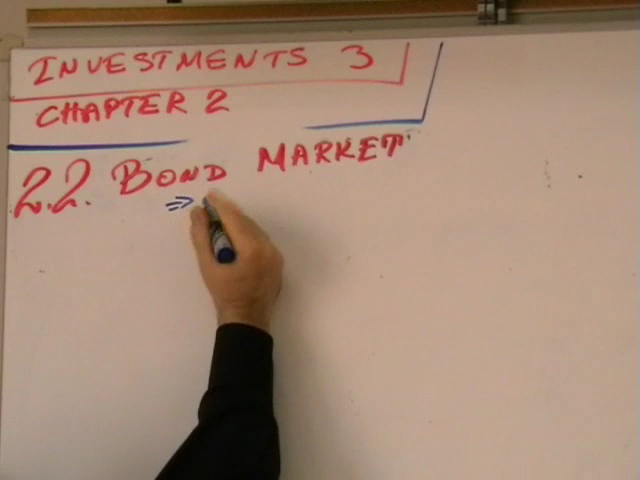 INVESTMENTS 3
CHAPTER 2
2.2. BOND MARKET
⇒